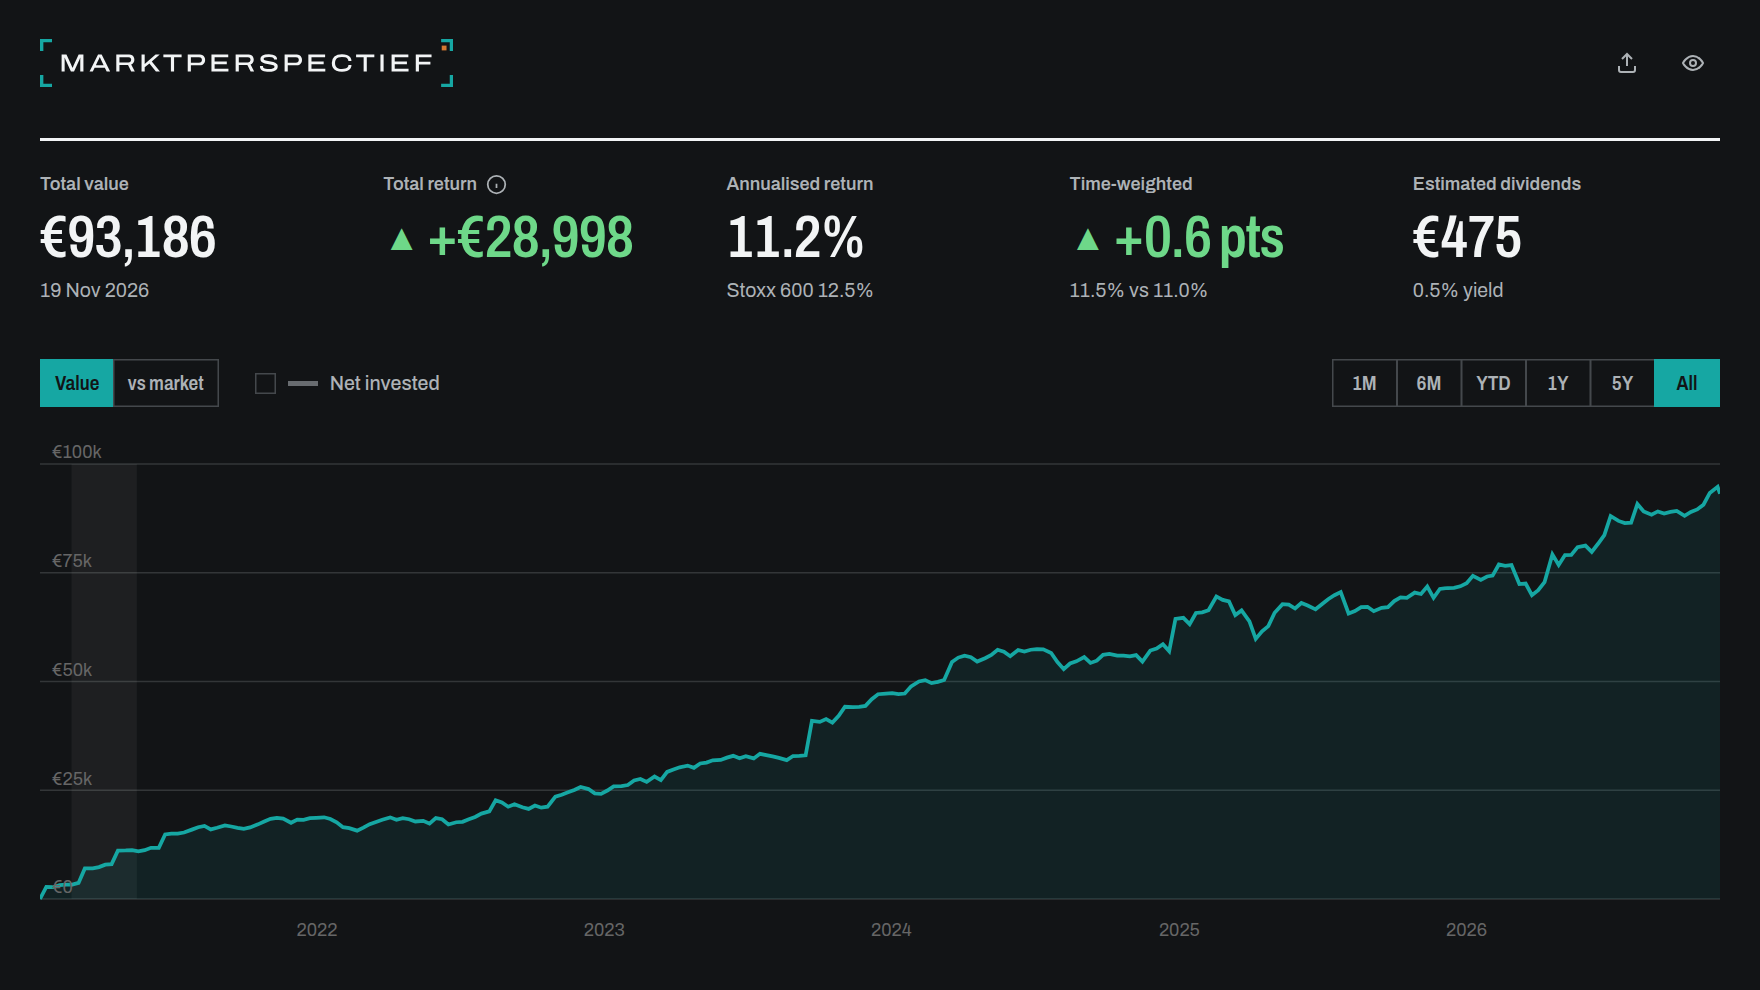 MARKTPERSPECTIEF
Total value
€93,186
19 Nov 2026
Total return
▲ +€28,998
Annualised return
11.2%
Stoxx 600 12.5%
Time-weighted
▲ +0.6 pts
11.5% vs 11.0%
Estimated dividends
€475
0.5% yield
Value
vs market
Net invested
1M
6M
YTD
1Y
5Y
All
€100k
€75k
€50k
€25k
€0
2022
2023
2024
2025
2026